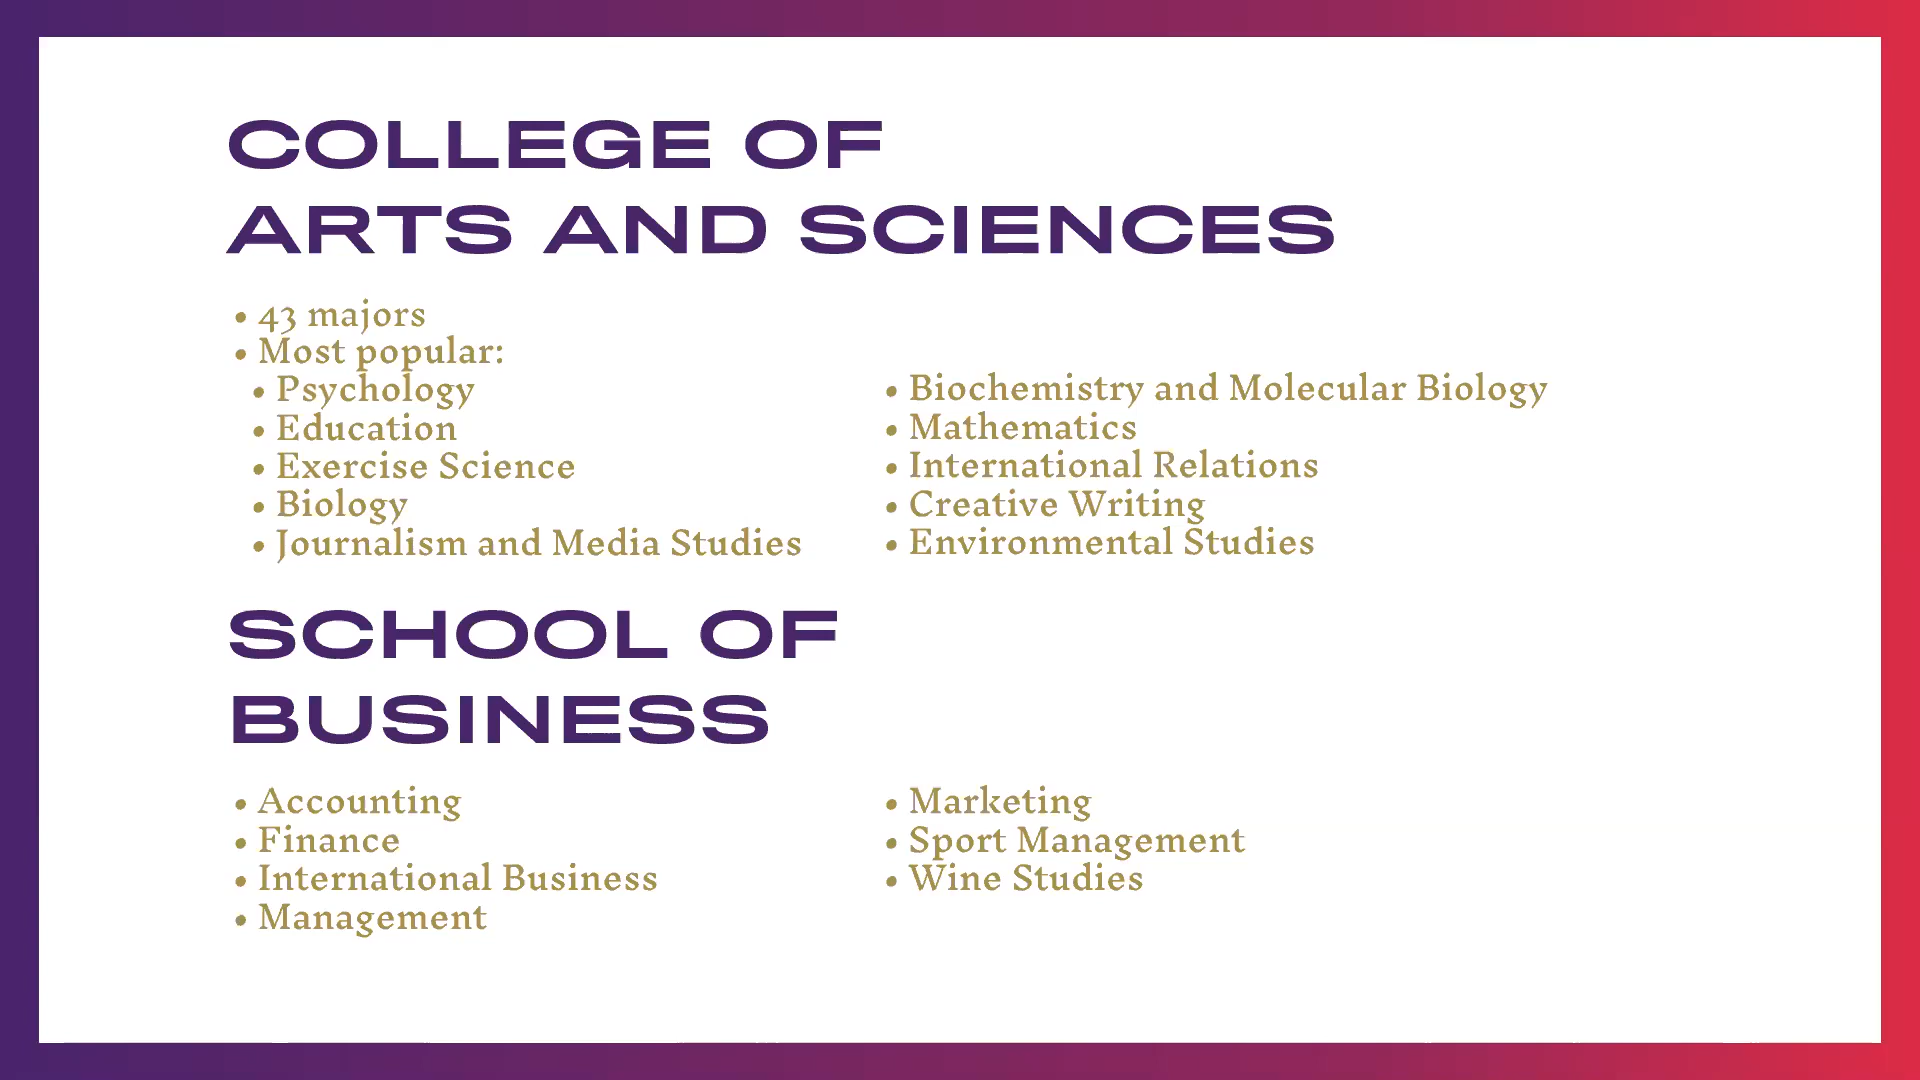 COLLEGE OF
ARTS AND SCIENCES
• 43 majors
• Most popular:
• Psychology
• Education
• Exercise Science
• Biology
• Journalism and Media Studies
• Biochemistry and Molecular Biology
• Mathematics
• International Relations
• Creative Writing
• Environmental Studies
SCHOOL OF
BUSINESS
• Accounting
• Finance
• International Business
• Management
• Marketing
• Sport Management
• Wine Studies